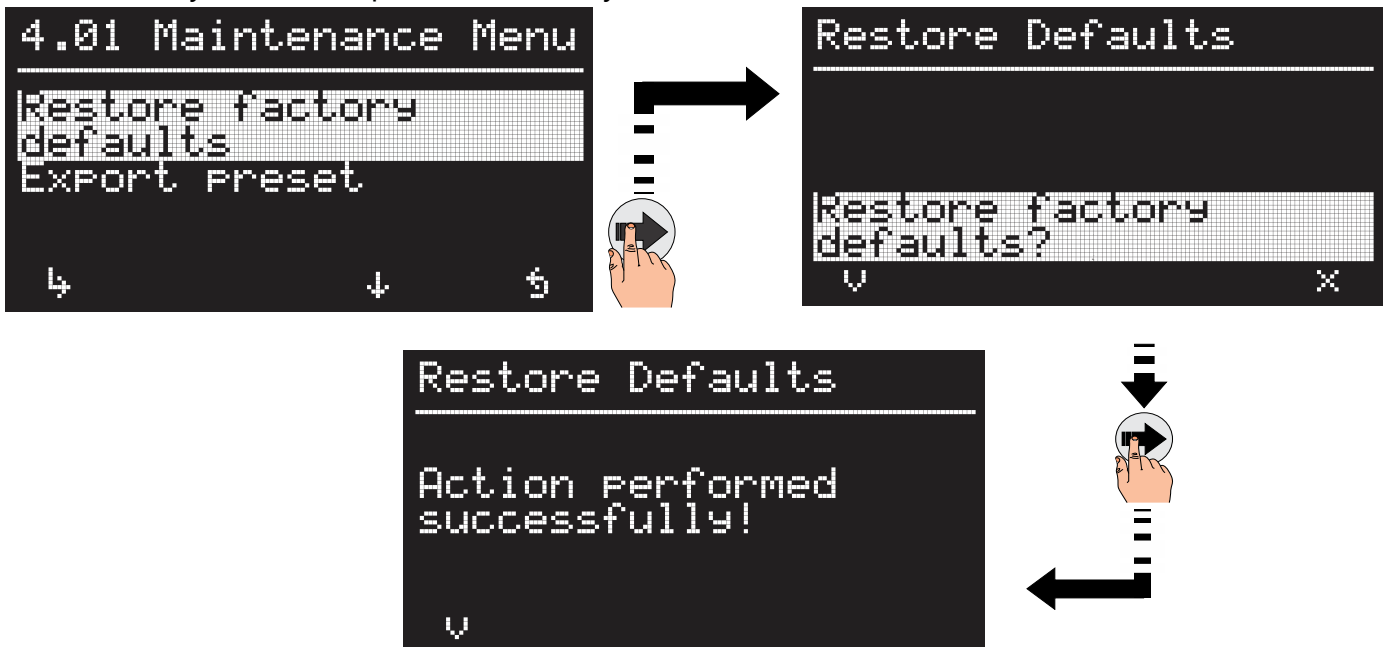 4.01 Maintenance Menu
Restore factory
defaults
Export preset
Restore Defaults
Restore factory
defaults?
V X
Restore Defaults
Action performed
successfully!
V